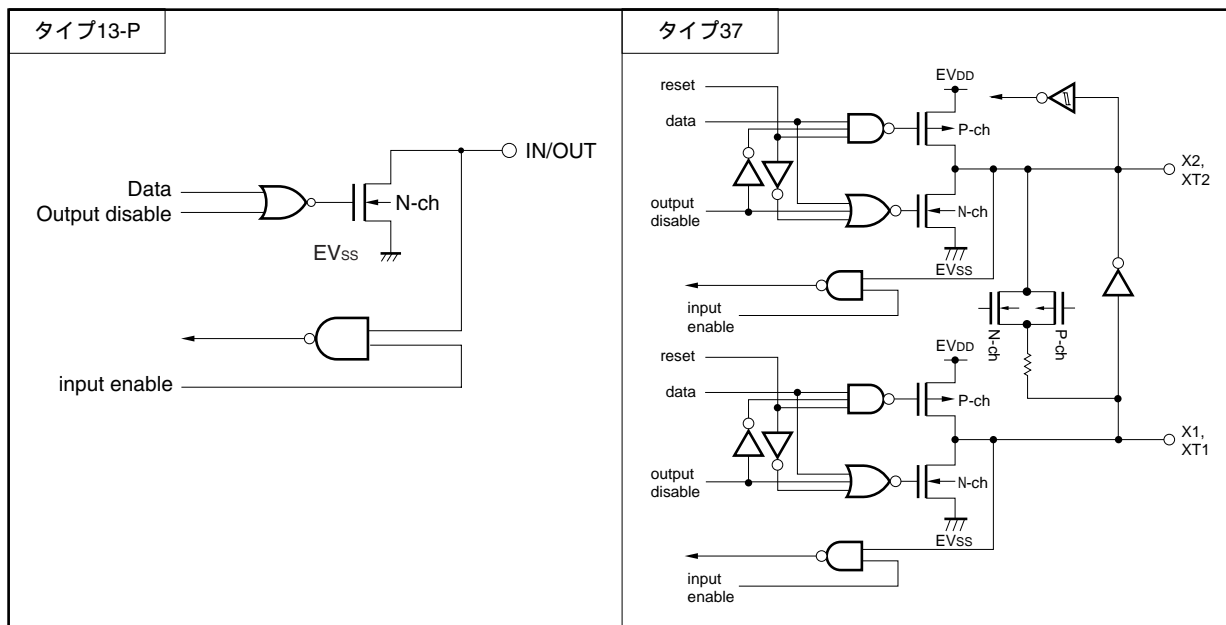 タイプ13-P
IN/OUT
Data
Output disable
N-ch
EVSS
input enable
タイプ37
reset
data
output
disable
EVDD
P-ch
N-ch
EVSS
input
enable
X2,
XT2
N-ch
P-ch
reset
data
output
disable
EVDD
P-ch
N-ch
EVSS
input
enable
X1,
XT1